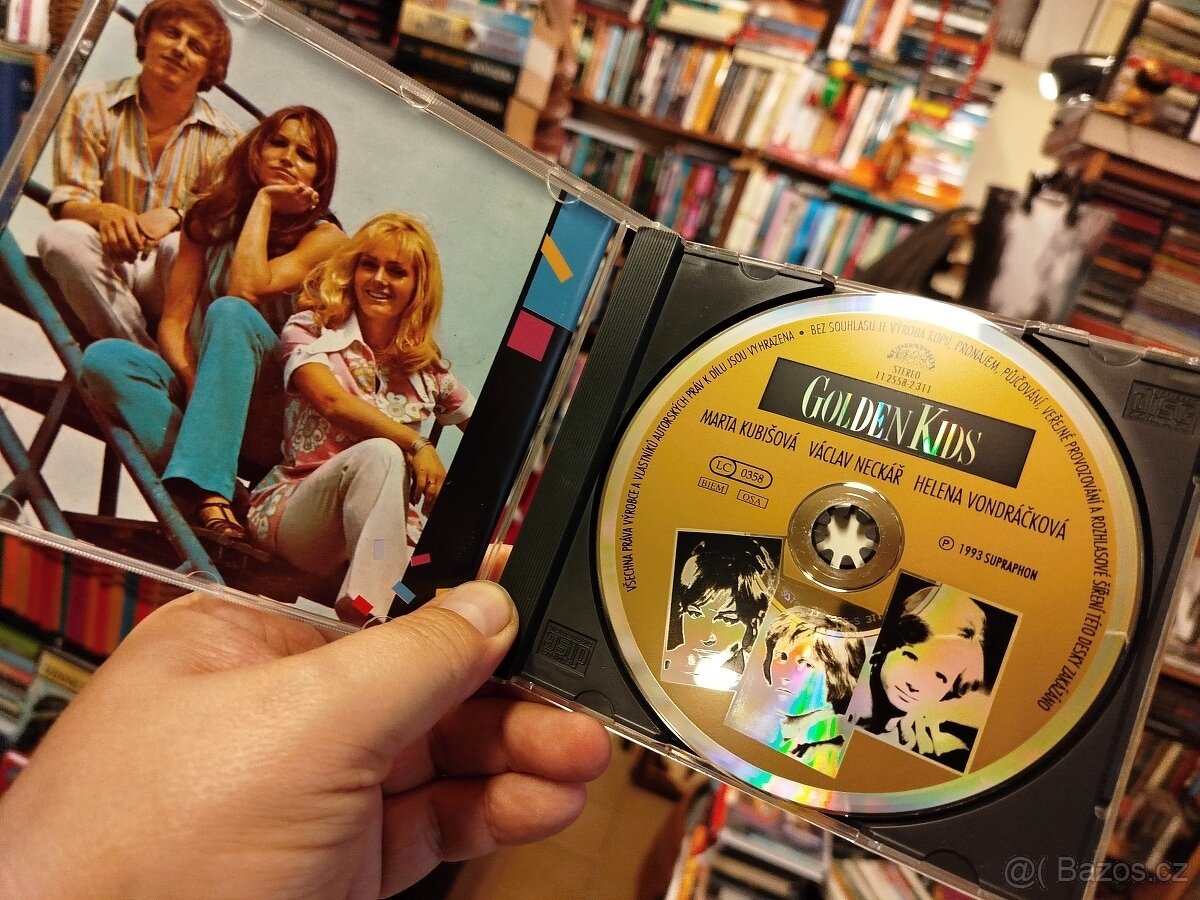 VŠECHNA PRÁVA VÝROBCE A VLASTNÍKŮ AUTORSKÝCH PRÁV K DÍLU JSOU VYHRAZENA • BEZ SOUHLASU JE VÝROBA KOPIÍ, PRONÁJEM, PŮJČOVÁNÍ, VEŘEJNÉ PROVOZOVÁNÍ A ROZHLASOVÉ ŠÍŘENÍ TÉTO DESKY ZAKÁZÁNO
SUPRAPHON
STEREO
11 2558-2 311
GOLDEN KIDS
MARTA KUBIŠOVÁ VÁCLAV NECKÁŘ HELENA VONDRÁČKOVÁ
LC 0358
BIEM OSA
Ⓟ 1993 SUPRAPHON
@( Bazos.cz